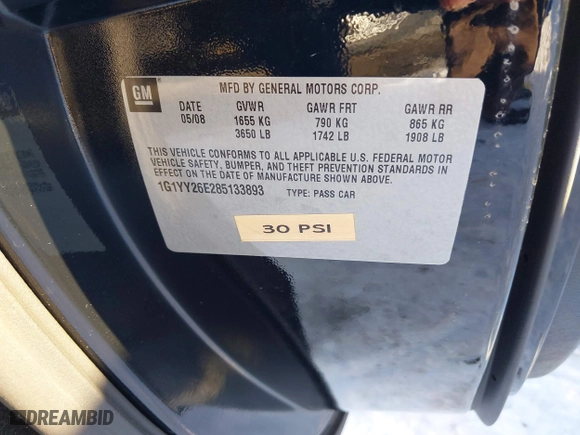 GM
MFD BY GENERAL MOTORS CORP.
DATE GVWR GAWR FRT GAWR RR
05/08 1655 KG 790 KG 865 KG
3650 LB 1742 LB 1908 LB
THIS VEHICLE CONFORMS TO ALL APPLICABLE U.S. FEDERAL MOTOR
VEHICLE SAFETY, BUMPER, AND THEFT PREVENTION STANDARDS IN
EFFECT ON THE DATE OF MANUFACTURE SHOWN ABOVE.
1G1YY26E285133893 TYPE: PASS CAR
30 PSI
DREAMBID